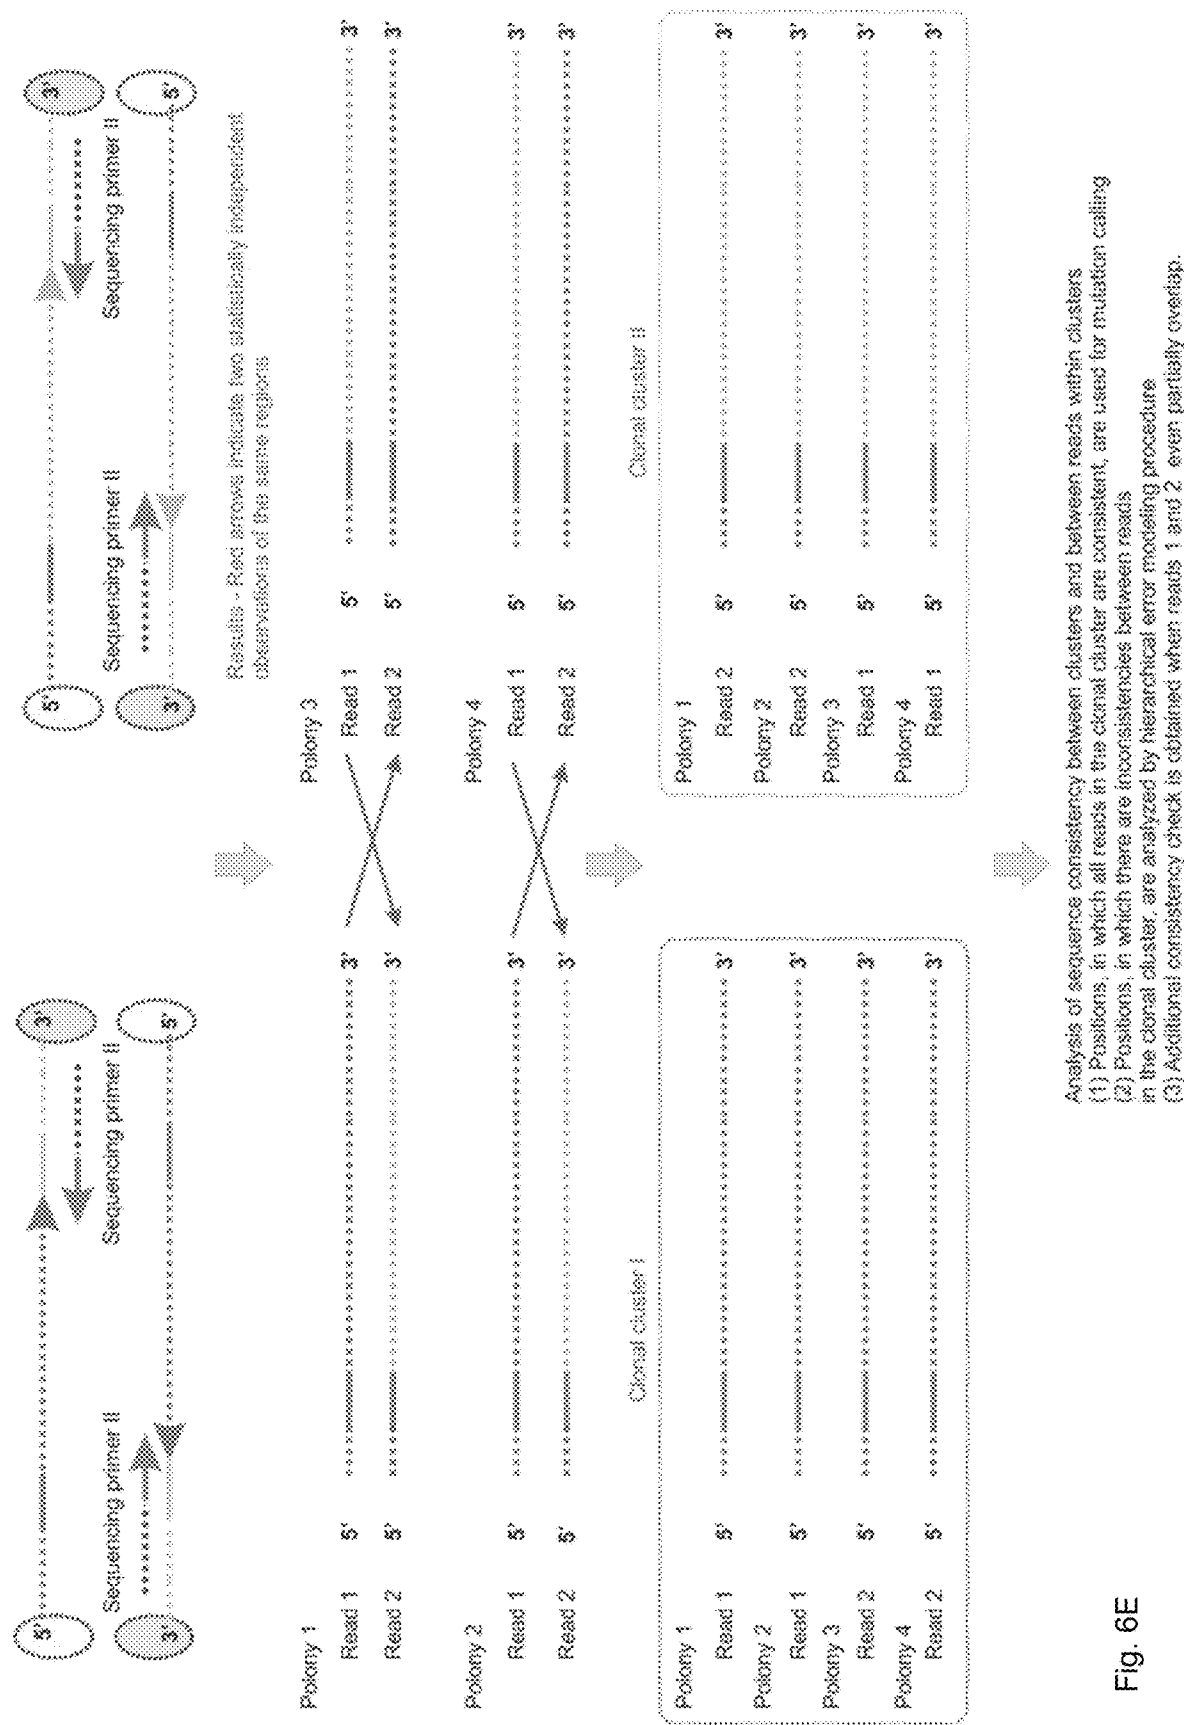 5' 3'
Sequencing primer II
Sequencing primer II
3' 5'
5' 3'
Sequencing primer II
Sequencing primer II
3' 5'
Results - Red arrows indicate two statistically independent
observations of the same regions
Polony 1
Read 1 5' 3'
Read 2 5' 3'
Polony 3
Read 1 5' 3'
Read 2 5' 3'
Polony 2
Read 1 5' 3'
Read 2 5' 3'
Polony 4
Read 1 5' 3'
Read 2 5' 3'
Clonal cluster I
Polony 1
Read 1 5' 3'
Polony 2
Read 1 5' 3'
Polony 3
Read 2 5' 3'
Polony 4
Read 2 5' 3'
Clonal cluster II
Polony 1
Read 2 5' 3'
Polony 2
Read 2 5' 3'
Polony 3
Read 1 5' 3'
Polony 4
Read 1 5' 3'
Analysis of sequence consistency between clusters and between reads within clusters
(1) Positions, in which all reads in the clonal cluster are consistent, are used for mutation calling
(2) Positions, in which there are inconsistencies between reads
in the clonal cluster, are analyzed by hierarchical error modeling procedure
(3) Additional consistency check is obtained when reads 1 and 2 even partially overlap.
Fig. 6E